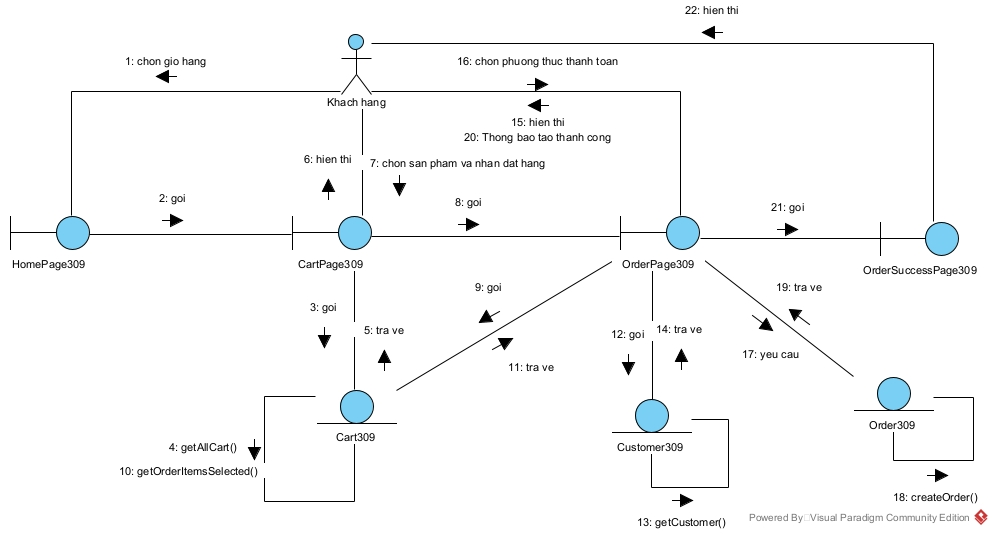 22: hien thi
1: chon gio hang
16: chon phuong thuc thanh toan
Khach hang
15: hien thi
20: Thong bao tao thanh cong
6: hien thi
7: chon san pham va nhan dat hang
2: goi
8: goi
21: goi
HomePage309
CartPage309
OrderPage309
OrderSuccessPage309
3: goi
5: tra ve
9: goi
11: tra ve
12: goi
14: tra ve
19: tra ve
17: yeu cau
Cart309
Customer309
Order309
4: getAllCart()
10: getOrderItemsSelected()
13: getCustomer()
18: createOrder()
Powered By Visual Paradigm Community Edition